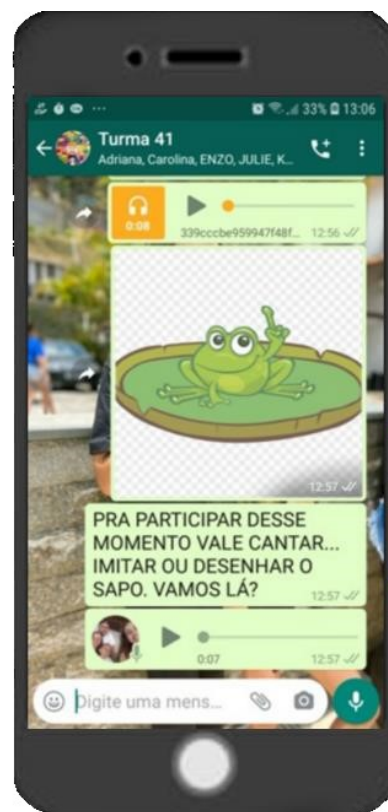 33% 13:06
Turma 41
Adriana, Carolina, ENZO, JULIE, K...
0:08
339cccbe959947f48f... 12:56
12:57
PRA PARTICIPAR DESSE
MOMENTO VALE CANTAR...
IMITAR OU DESENHAR O
SAPO. VAMOS LÁ?
12:57
0:07 12:57
Digite uma mens...